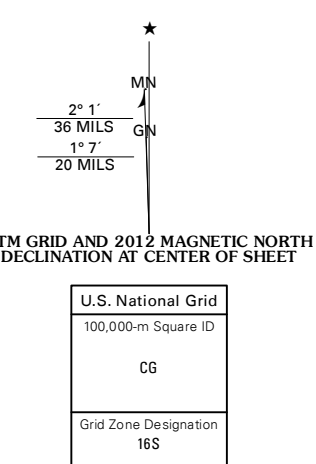 ★
MN
2° 1´
36 MILS
GN
1° 7´
20 MILS
TM GRID AND 2012 MAGNETIC NORTH
DECLINATION AT CENTER OF SHEET
U.S. National Grid
100,000-m Square ID
CG
Grid Zone Designation
16S